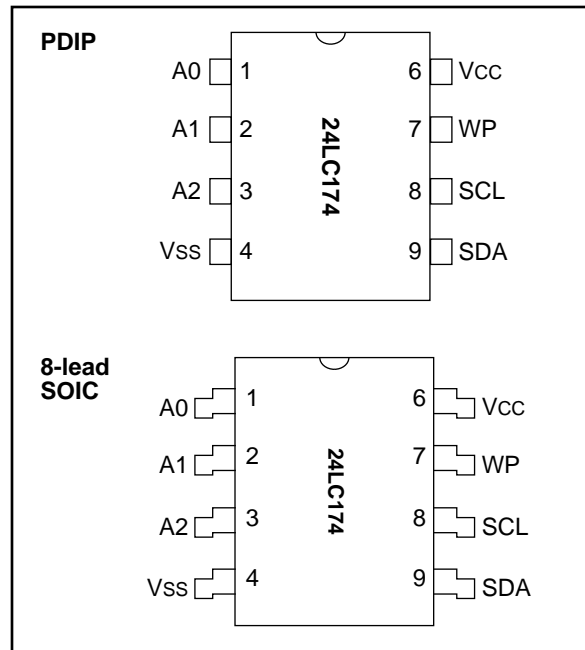 PDIP
A0 1 6 VCC
A1 2 7 WP
24LC174
A2 3 8 SCL
VSS 4 9 SDA
8-lead
SOIC
A0 1 6 VCC
A1 2 7 WP
24LC174
A2 3 8 SCL
VSS 4 9 SDA